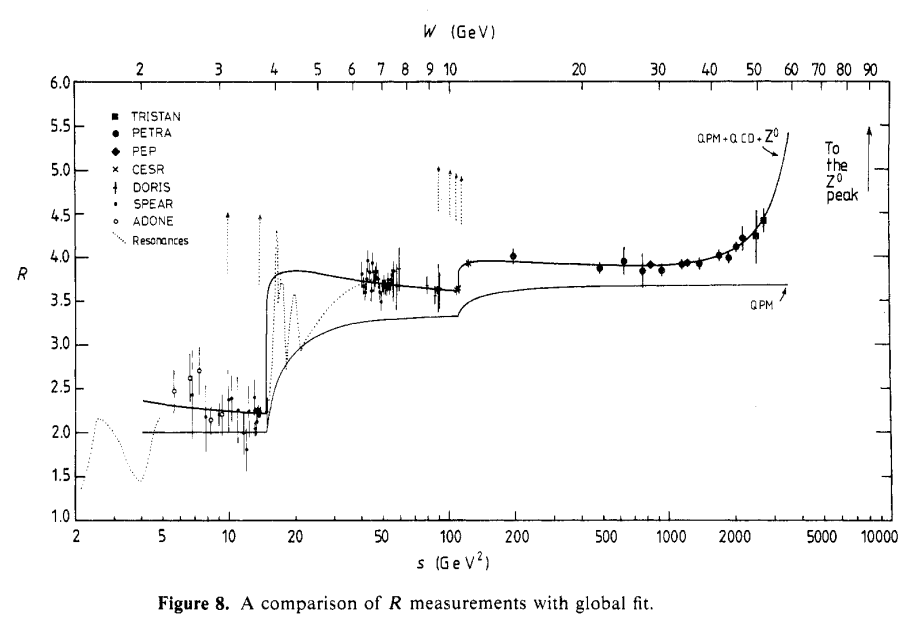 W (GeV)
2 3 4 5 6 7 8 9 10 20 30 40 50 60 70 80 90
6.0
5.5
5.0
4.5
4.0
3.5
3.0
2.5
2.0
1.5
1.0
R
TRISTAN
PETRA
PEP
CESR
DORIS
SPEAR
ADONE
Resonances
QPM+QCD+Z⁰
To
the
Z⁰
peak
QPM
2 5 10 20 50 100 200 500 1000 2000 5000 10000
s (GeV²)
Figure 8. A comparison of R measurements with global fit.